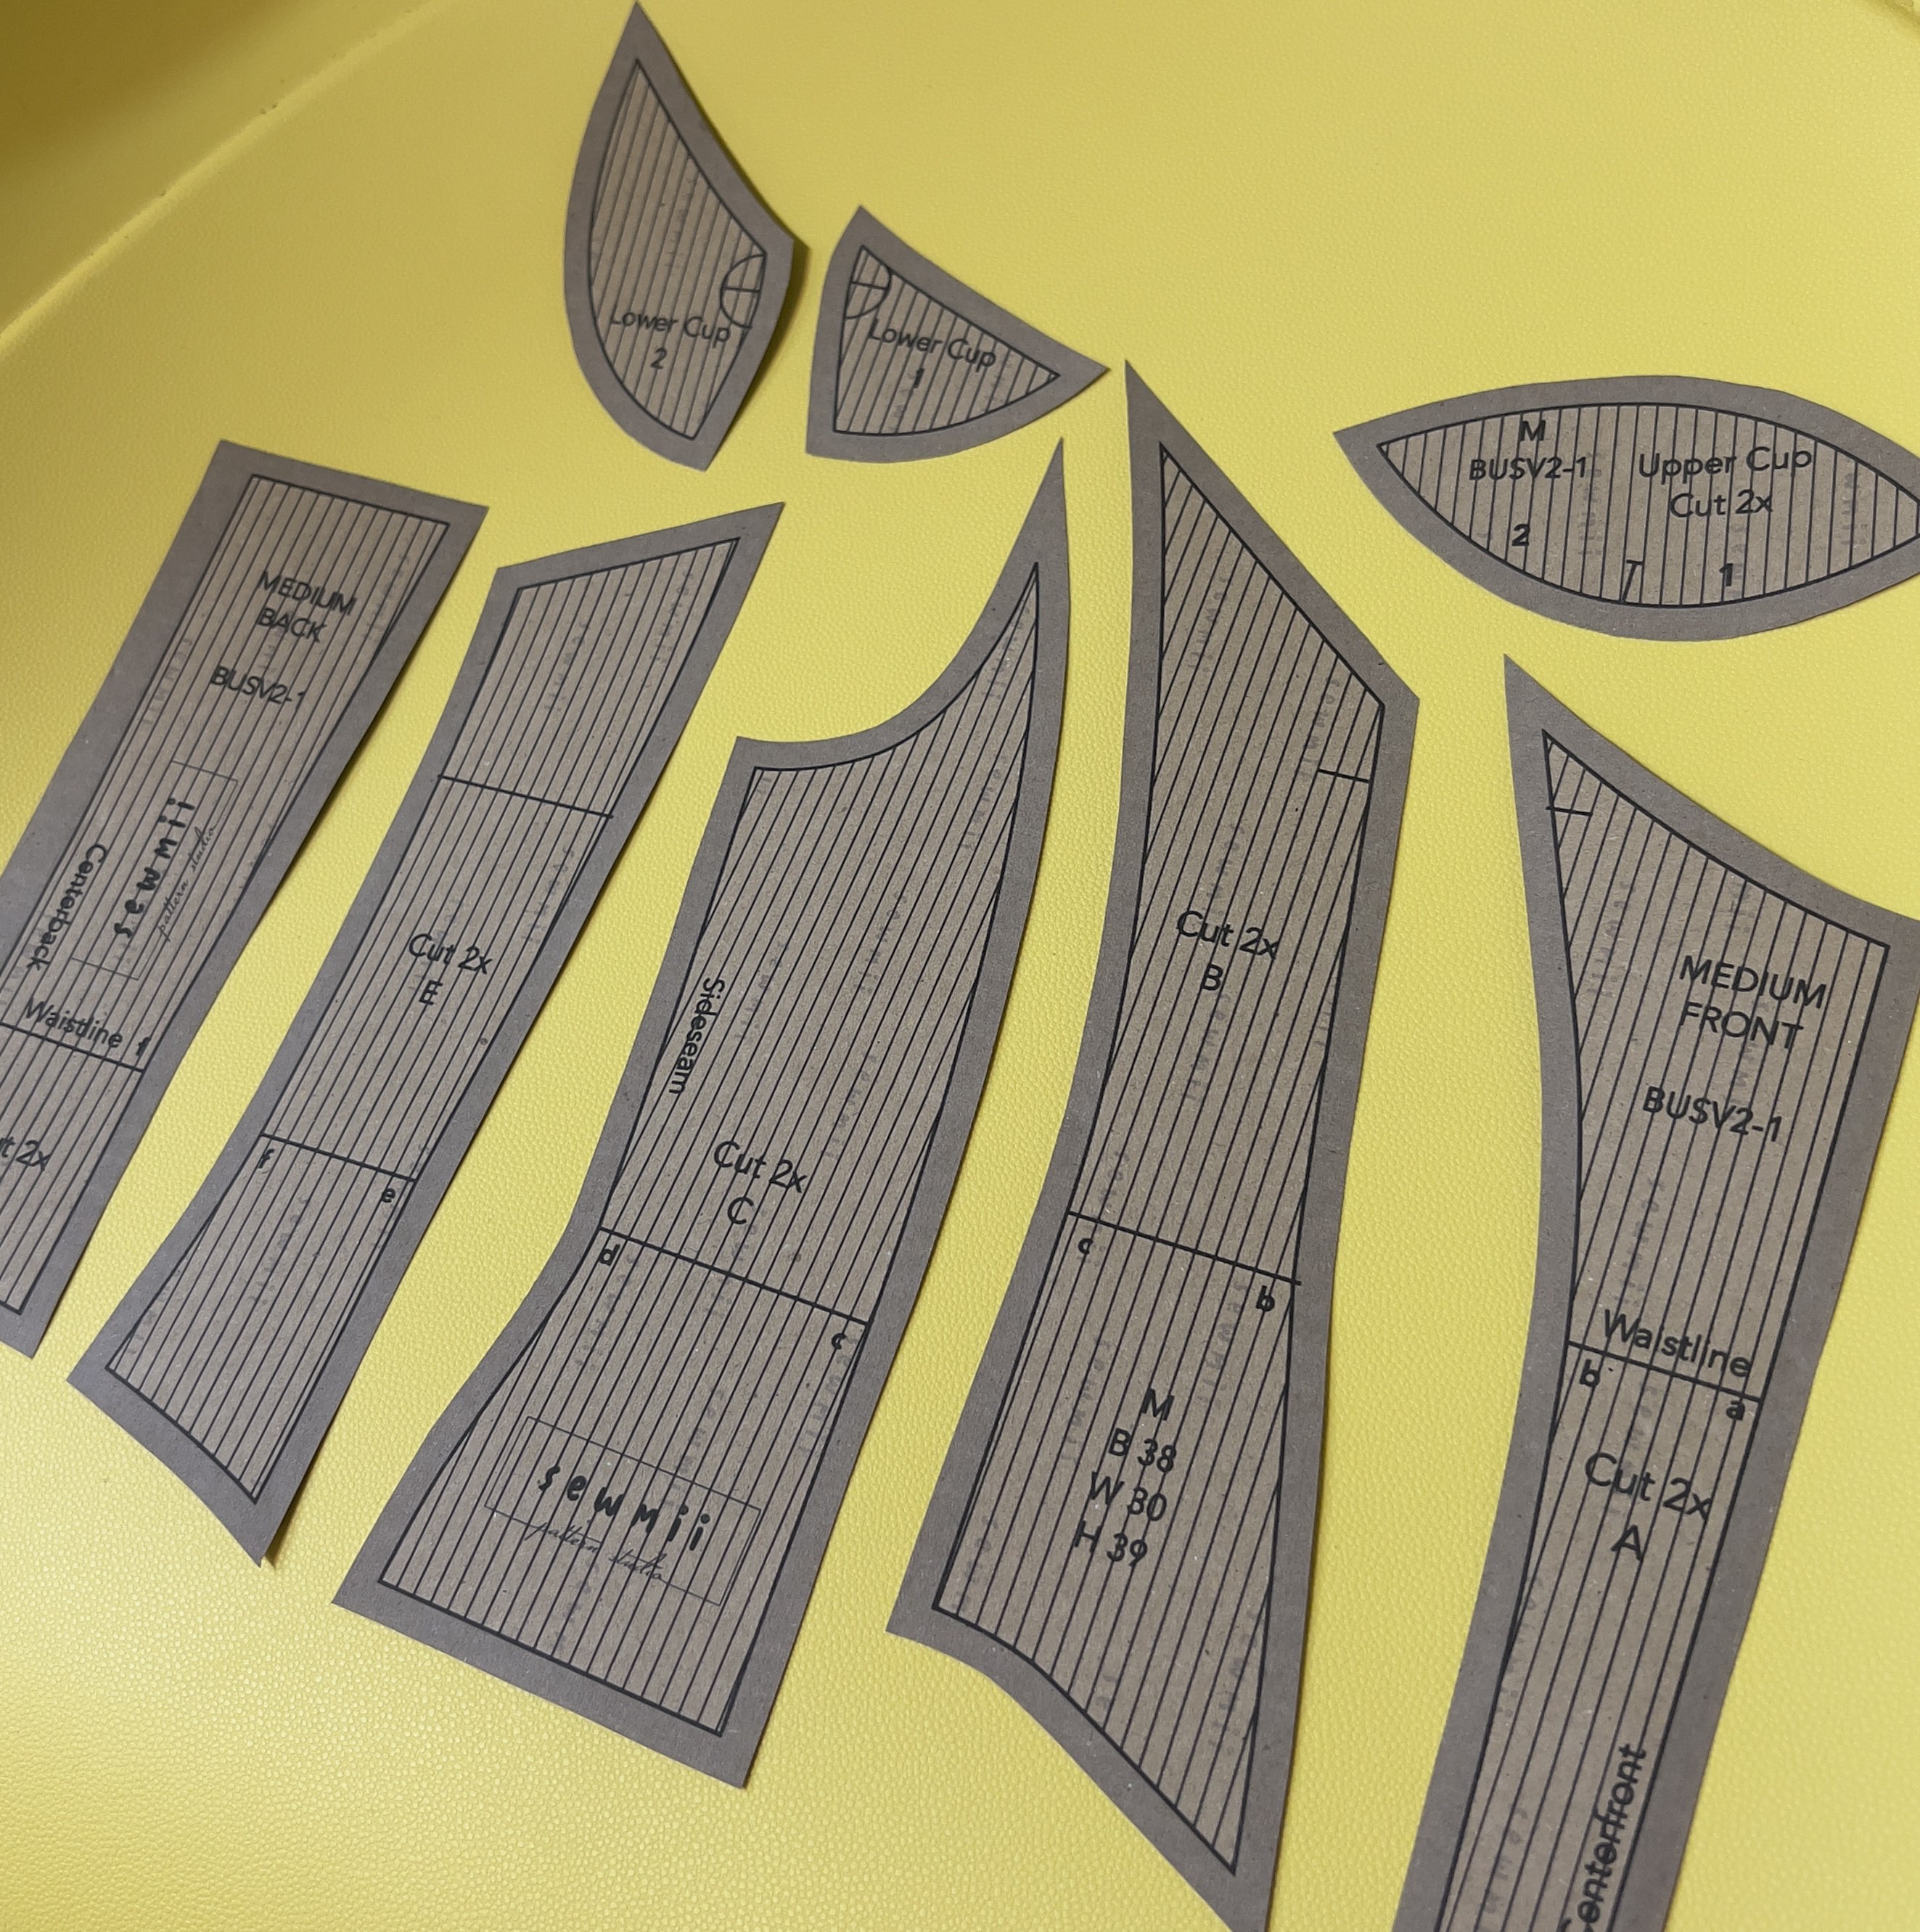 Lower Cup
2
Lower Cup
1
M
BUSV2-1
2
Upper Cup
Cut 2x
T
1
MEDIUM
BACK
BUSV2-1
sewmii
pattern studio
Centerback
Waistline f
2x
Cut 2x
E
f
e
Sideseam
Cut 2x
C
d
c
sewmii
pattern studio
Cut 2x
B
c
b
M
B 38
W 30
H 39
MEDIUM
FRONT
BUSV2-1
Waistline
b
a
Cut 2x
A
Centerfront